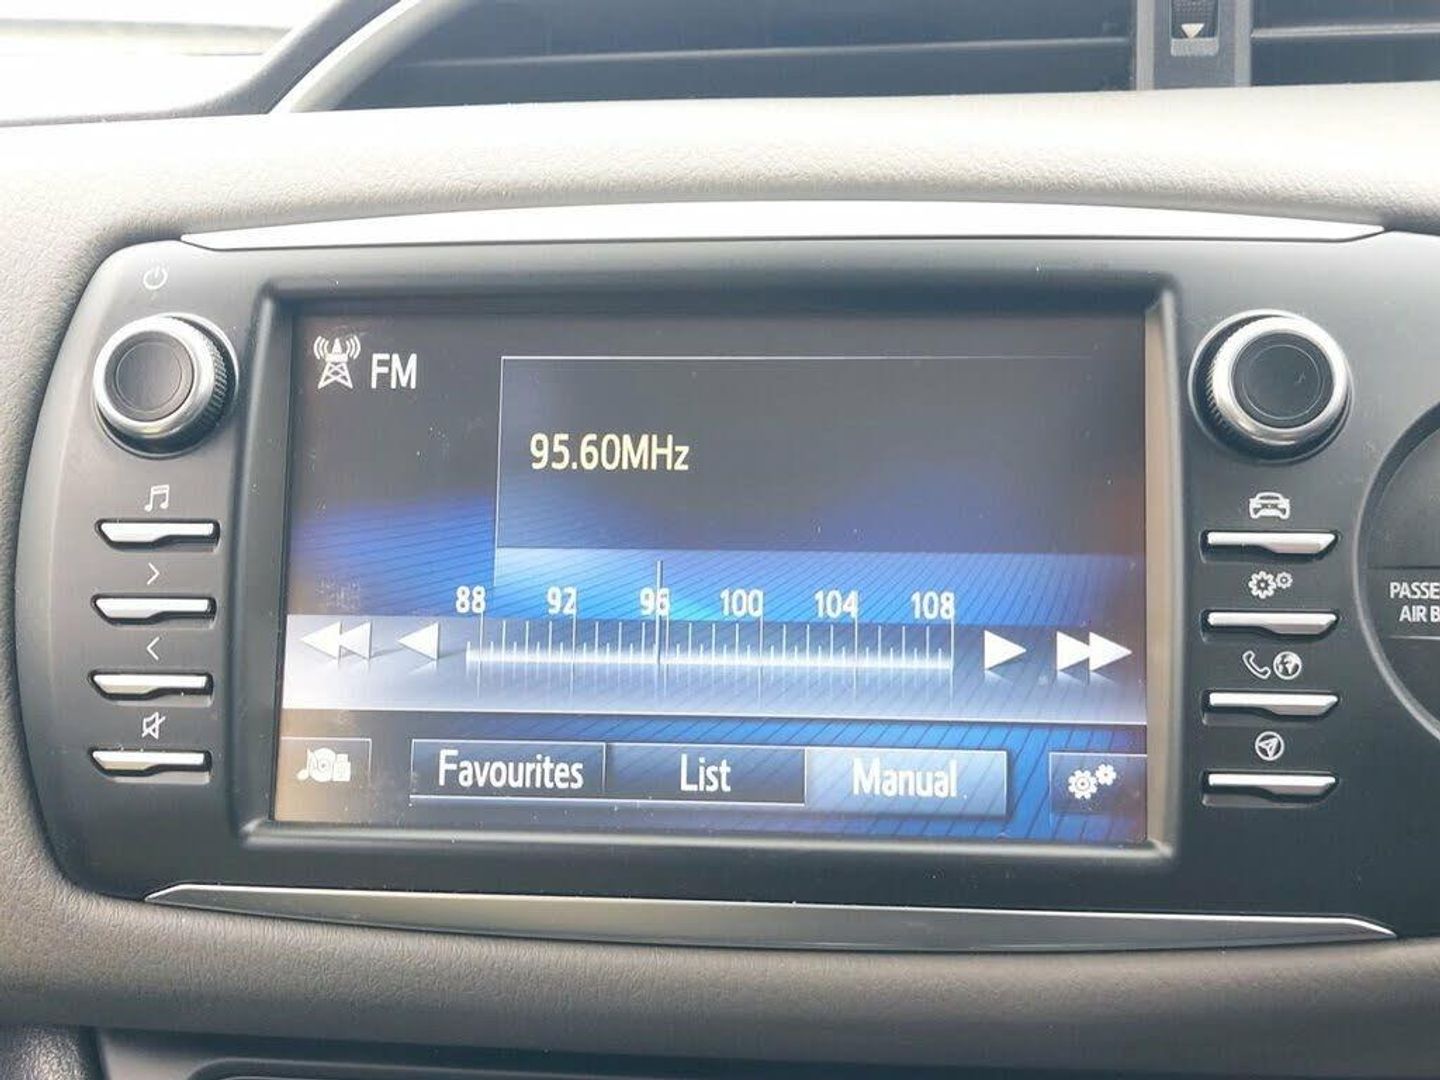 FM
95.60MHz
88 92 96 100 104 108
Favourites List Manual
PASSE
AIR B